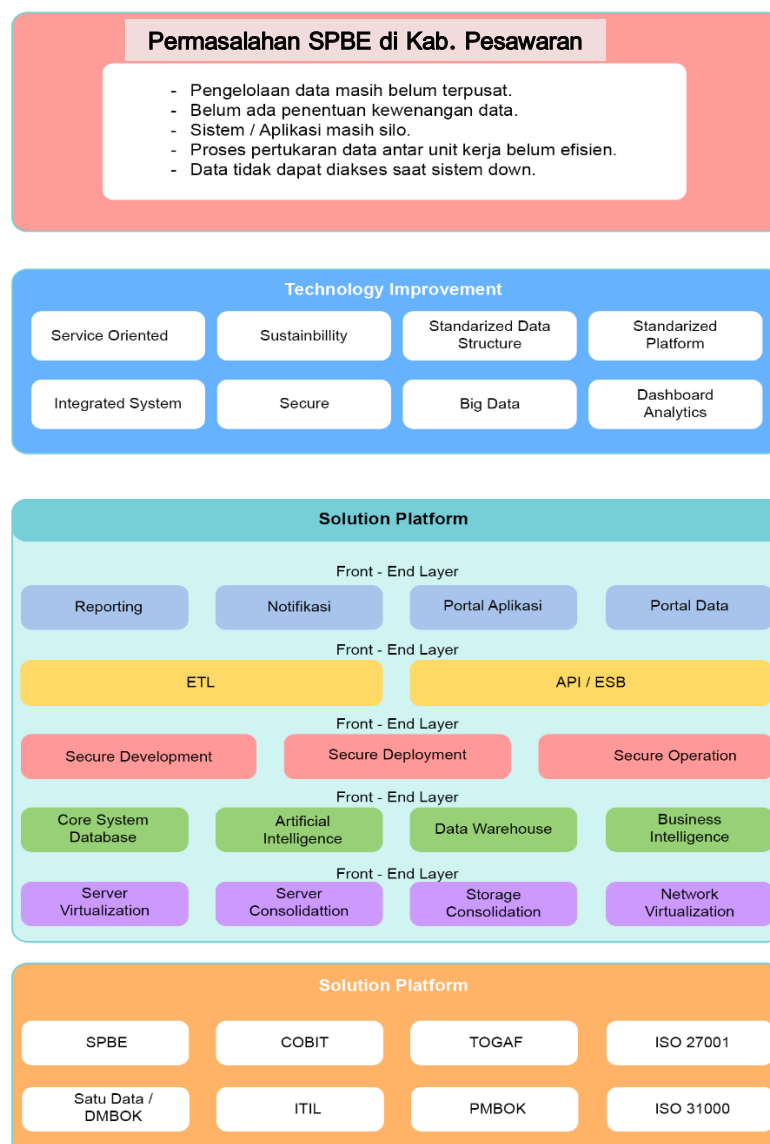 Permasalahan SPBE di Kab. Pesawaran
- Pengelolaan data masih belum terpusat.
- Belum ada penentuan kewenangan data.
- Sistem / Aplikasi masih silo.
- Proses pertukaran data antar unit kerja belum efisien.
- Data tidak dapat diakses saat sistem down.
Technology Improvement
Service Oriented
Sustainbillity
Standarized Data
Structure
Standarized
Platform
Integrated System
Secure
Big Data
Dashboard
Analytics
Solution Platform
Front - End Layer
Reporting
Notifikasi
Portal Aplikasi
Portal Data
Front - End Layer
ETL
API / ESB
Front - End Layer
Secure Development
Secure Deployment
Secure Operation
Front - End Layer
Core System
Database
Artificial
Intelligence
Data Warehouse
Business
Intelligence
Front - End Layer
Server
Virtualization
Server
Consolidattion
Storage
Consolidation
Network
Virtualization
Solution Platform
SPBE
COBIT
TOGAF
ISO 27001
Satu Data /
DMBOK
ITIL
PMBOK
ISO 31000